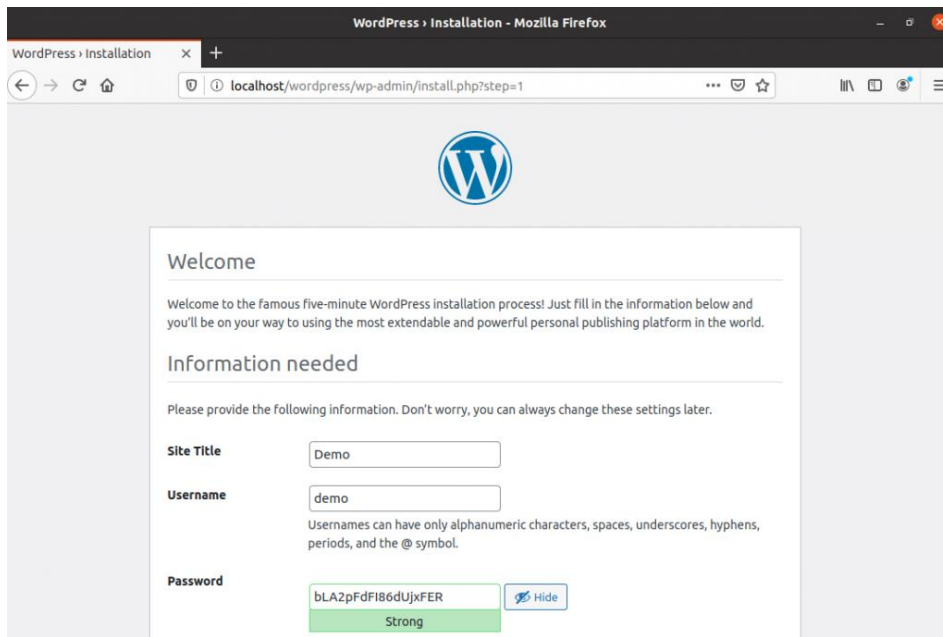 WordPress › Installation - Mozilla Firefox
WordPress › Installation
localhost/wordpress/wp-admin/install.php?step=1
Welcome
Welcome to the famous five-minute WordPress installation process! Just fill in the information below and
you’ll be on your way to using the most extendable and powerful personal publishing platform in the world.
Information needed
Please provide the following information. Don’t worry, you can always change these settings later.
Site Title
Demo
Username
demo
Usernames can have only alphanumeric characters, spaces, underscores, hyphens,
periods, and the @ symbol.
Password
bLA2pFdFI86dUjxFER
Hide
Strong